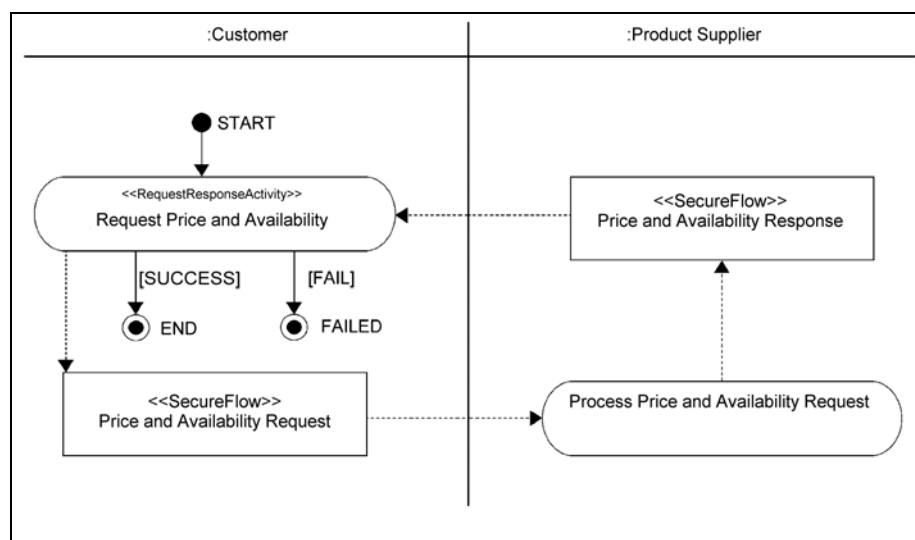 :Customer
:Product Supplier
START
<<RequestResponseActivity>>
Request Price and Availability
<<SecureFlow>>
Price and Availability Response
[SUCCESS]
[FAIL]
END
FAILED
<<SecureFlow>>
Price and Availability Request
Process Price and Availability Request